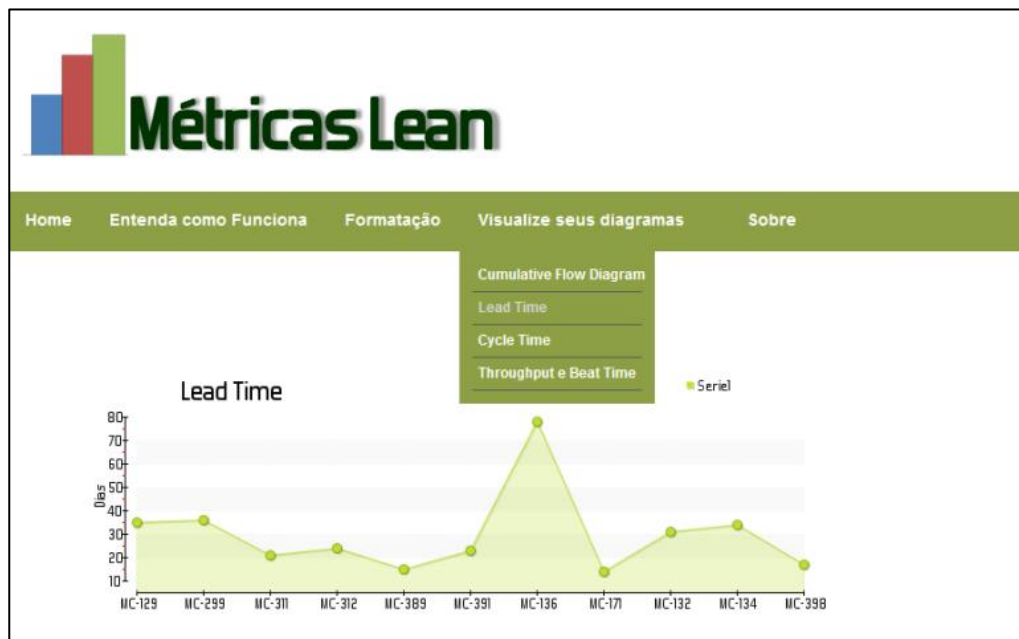 Métricas Lean
Home Entenda como Funciona Formatação Visualize seus diagramas Sobre
Cumulative Flow Diagram
Lead Time
Cycle Time
Throughput e Beat Time
Lead Time
Serie1
80
70
60
50
40
30
20
10
Dias
MC-129 MC-299 MC-311 MC-312 MC-389 MC-391 MC-136 MC-171 MC-132 MC-134 MC-398